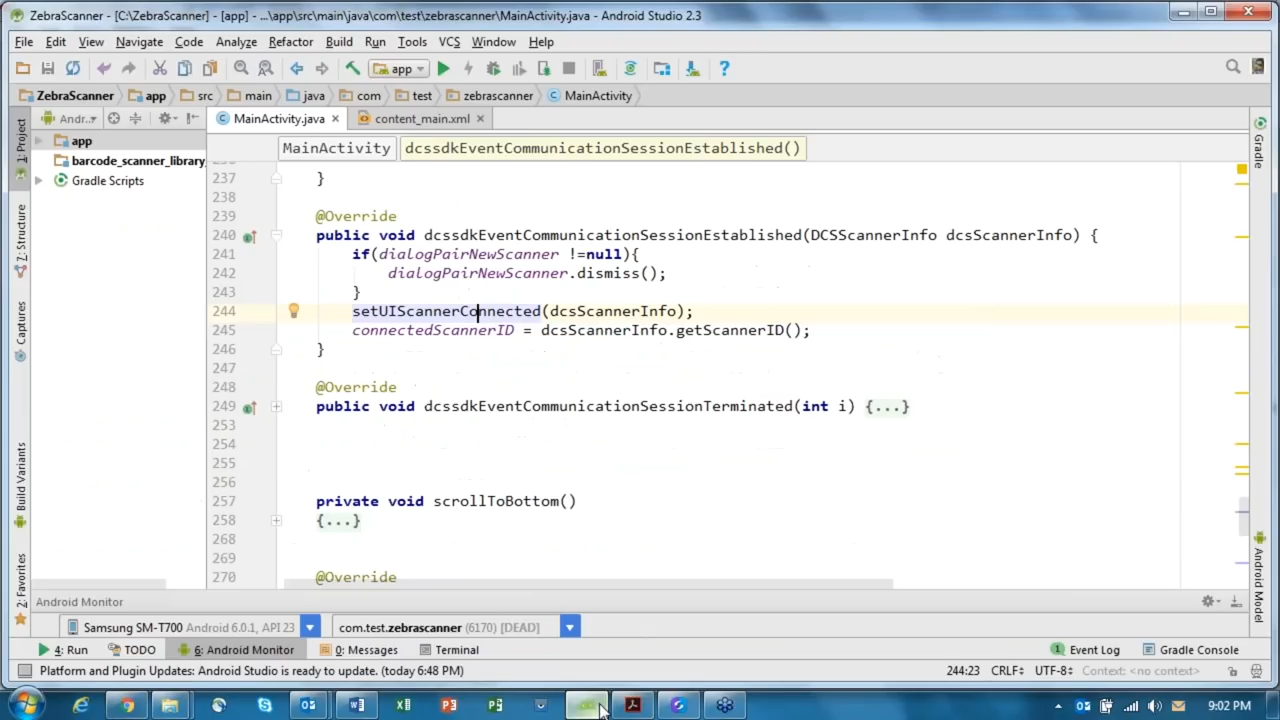 ZebraScanner - [C:\ZebraScanner] - [app] - ...\app\src\main\java\com\test\zebrascanner\MainActivity.java - Android Studio 2.3
File Edit View Navigate Code Analyze Refactor Build Run Tools VCS Window Help
app
ZebraScanner app src main java com test zebrascanner MainActivity
Andr... MainActivity.java content_main.xml
MainActivity dcssdkEventCommunicationSessionEstablished()
1: Project
Z: Structure
Captures
Build Variants
2: Favorites
app
barcode_scanner_library_
Gradle Scripts
237 }
238
239 @Override
240 public void dcssdkEventCommunicationSessionEstablished(DCSScannerInfo dcsScannerInfo) {
241 if(dialogPairNewScanner !=null){
242 dialogPairNewScanner.dismiss();
243 }
244 setUIScannerConnected(dcsScannerInfo);
245 connectedScannerID = dcsScannerInfo.getScannerID();
246 }
247
248 @Override
249 public void dcssdkEventCommunicationSessionTerminated(int i) {...}
253
254
255
256
257 private void scrollToBottom()
258 {...}
268
269
270 @Override
Gradle
Android Model
Android Monitor
Samsung SM-T700 Android 6.0.1, API 23 com.test.zebrascanner (6170) [DEAD]
4: Run TODO 6: Android Monitor 0: Messages Terminal 1 Event Log Gradle Console
Platform and Plugin Updates: Android Studio is ready to update. (today 6:48 PM) 244:23 CRLF UTF-8 Context: <no context>
9:02 PM